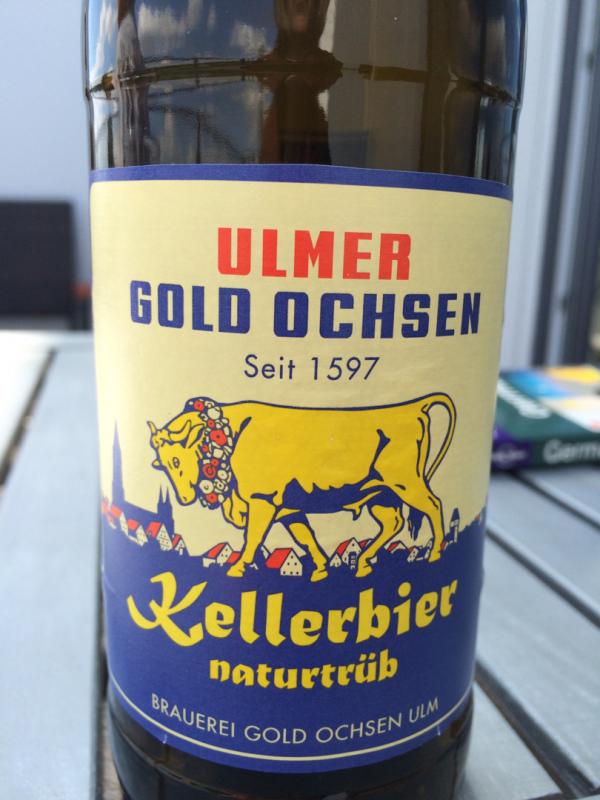 ULMER
GOLD OCHSEN
Seit 1597
Kellerbier
naturtrüb
BRAUEREI GOLD OCHSEN ULM